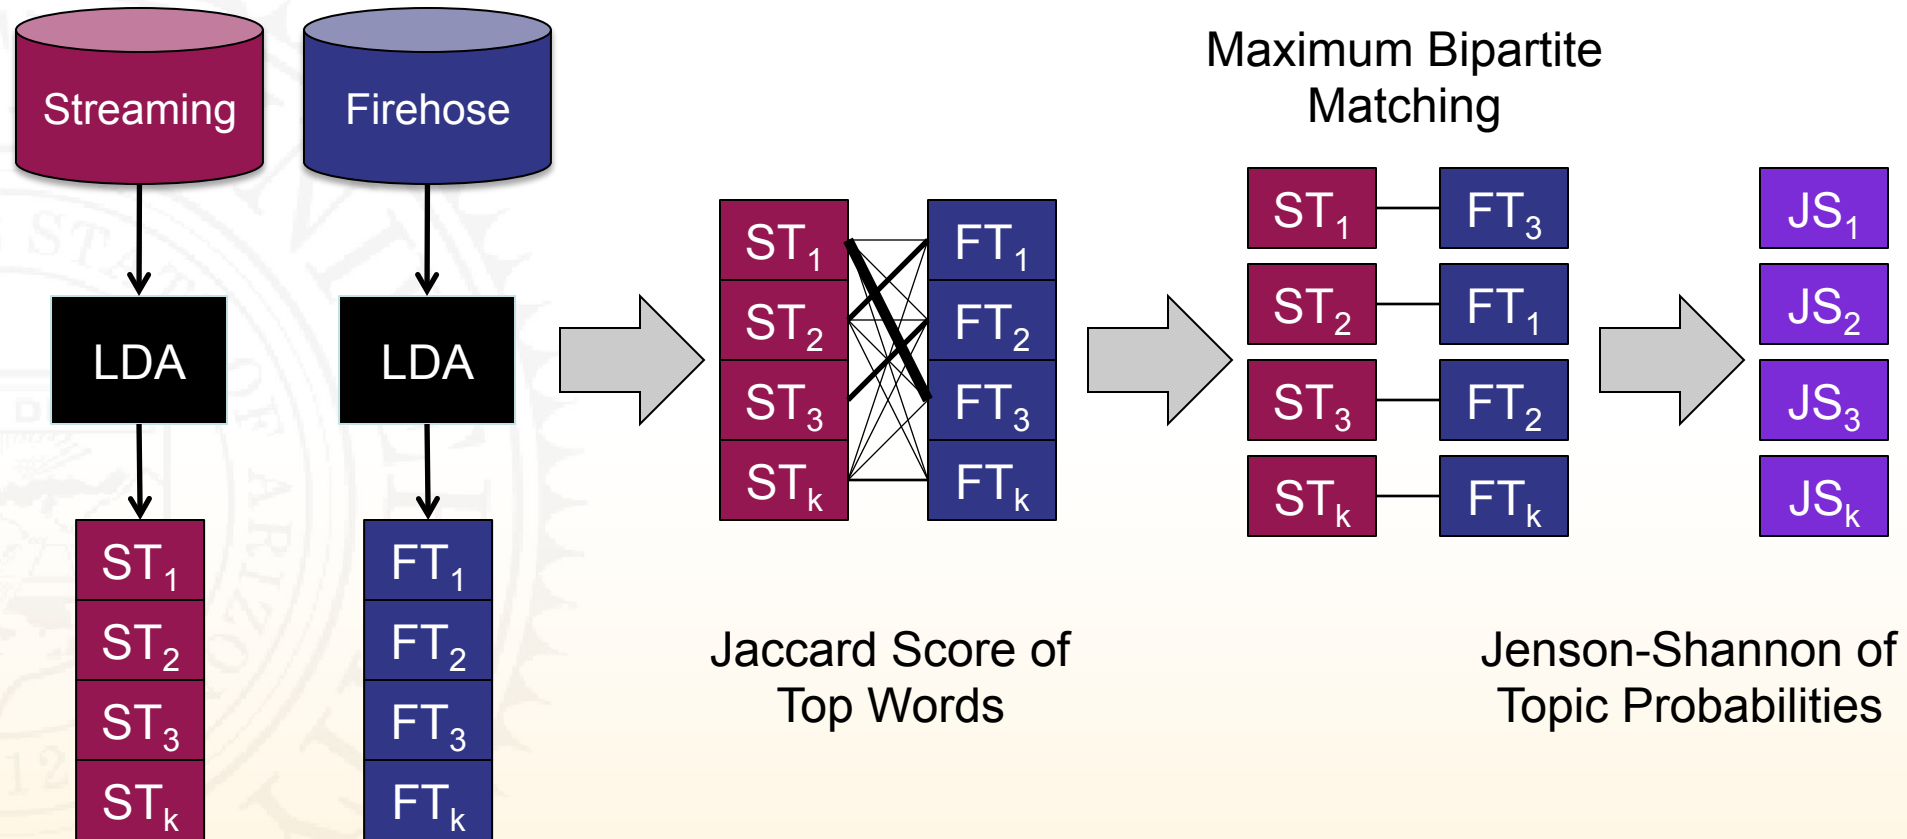 Streaming
Firehose
LDA
LDA
ST1
ST2
ST3
STk
FT1
FT2
FT3
FTk
ST1
ST2
ST3
STk
FT1
FT2
FT3
FTk
Jaccard Score of
Top Words
Maximum Bipartite
Matching
ST1 FT3
ST2 FT1
ST3 FT2
STk FTk
JS1
JS2
JS3
JSk
Jenson-Shannon of
Topic Probabilities